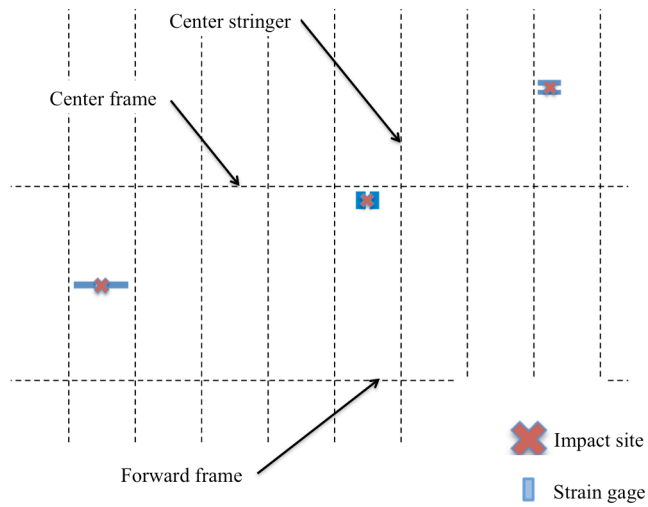 Center stringer
Center frame
Forward frame
Impact site
Strain gage